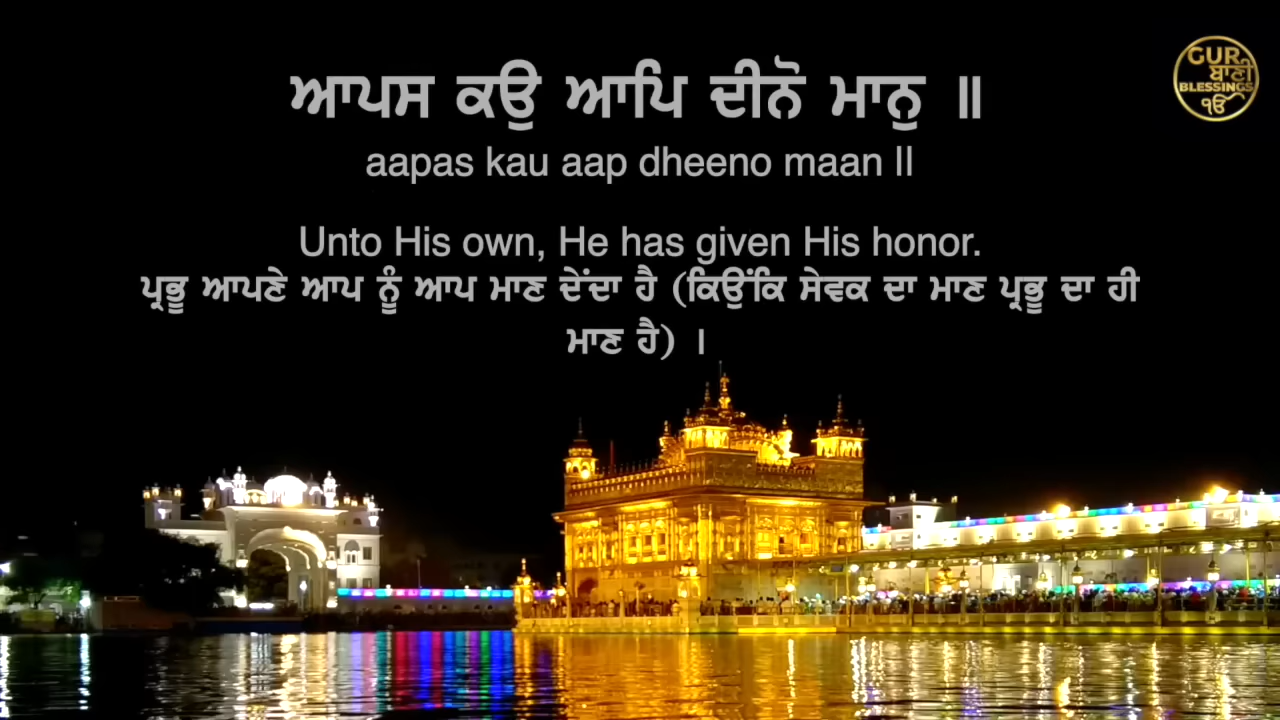 ਆਪਸ ਕਉ ਆਪਿ ਦੀਨੋ ਮਾਨੁ ॥
aapas kau aap dheeno maan ll
Unto His own, He has given His honor.
ਪ੍ਰਭੂ ਆਪਣੇ ਆਪ ਨੂੰ ਆਪ ਮਾਣ ਦੇਂਦਾ ਹੈ (ਕਿਉਂਕਿ ਸੇਵਕ ਦਾ ਮਾਣ ਪ੍ਰਭੂ ਦਾ ਹੀ
ਮਾਣ ਹੈ) ।
GUR
ਬਾਣੀ
BLESSINGS
ੴ